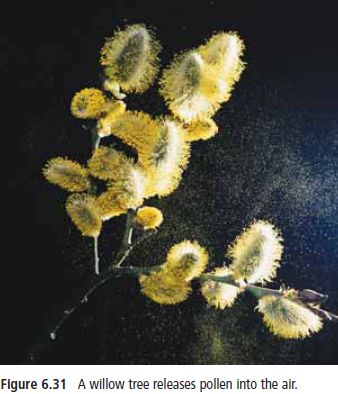 Figure 6.31 A willow tree releases pollen into the air.